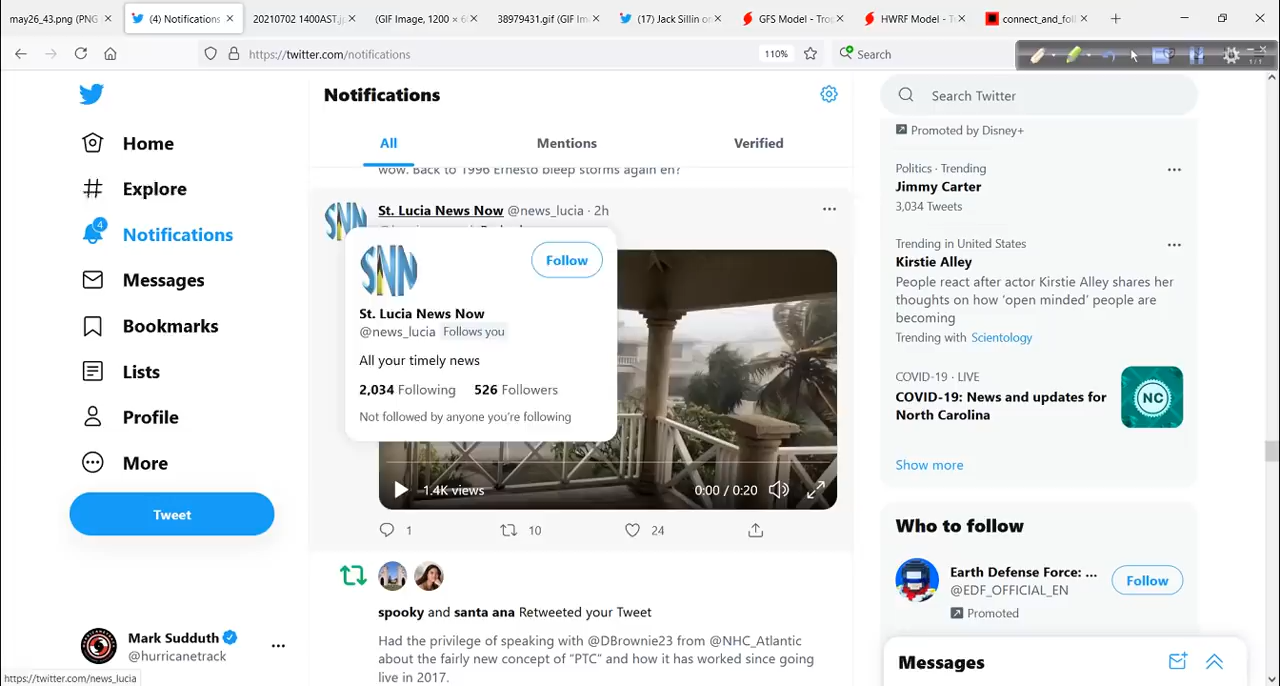 may26_43.png (PNG
(4) Notifications
20210702 1400AST.j
(GIF Image, 1200 × 6
38979431.gif (GIF Im
(17) Jack Sillin o
GFS Model - Tro
HWRF Model - T
connect_and_fol
https://twitter.com/notifications
110%
Search
1/1
Notifications
Search Twitter
All
Mentions
Verified
Home
Explore
4
Notifications
Messages
Bookmarks
Lists
Profile
More
Tweet
Mark Sudduth
@hurricanetrack
https://twitter.com/news_lucia
wow. Back to 1996 Ernesto bleep storms again eh?
SNN
St. Lucia News Now @news_lucia · 2h
SNN
Follow
St. Lucia News Now
@news_lucia Follows you
All your timely news
2,034 Following 526 Followers
Not followed by anyone you're following
1.4K views
0:00 / 0:20
1
10
24
spooky and santa ana Retweeted your Tweet
Had the privilege of speaking with @DBrownie23 from @NHC_Atlantic
about the fairly new concept of "PTC" and how it has worked since going
live in 2017.
Promoted by Disney+
Politics · Trending
Jimmy Carter
3,034 Tweets
Trending in United States
Kirstie Alley
People react after actor Kirstie Alley shares her
thoughts on how 'open minded' people are
becoming
Trending with Scientology
COVID-19 · LIVE
COVID-19: News and updates for
North Carolina
NC
Show more
Who to follow
Earth Defense Force: ...
@EDF_OFFICIAL_EN
Follow
Promoted
Messages